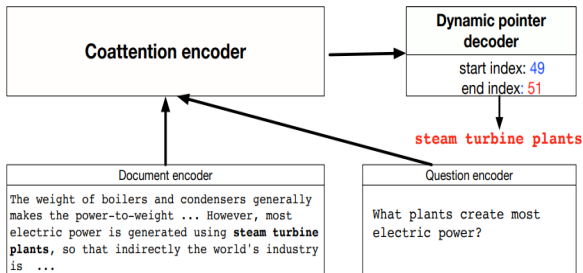 Coattention encoder
Dynamic pointer
decoder
start index: 49
end index: 51
steam turbine plants
Document encoder
The weight of boilers and condensers generally
makes the power-to-weight ... However, most
electric power is generated using steam turbine
plants, so that indirectly the world's industry
is ...
Question encoder
What plants create most
electric power?